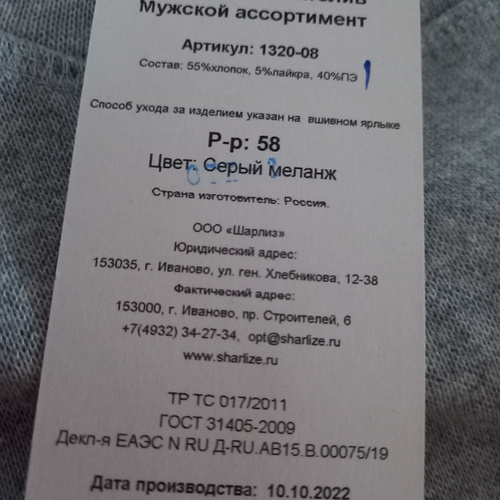 Мужской ассортимент
Артикул: 1320-08
Состав: 55%хлопок, 5%лайкра, 40%ПЭ
Способ ухода за изделием указан на вшивном ярлыке
Р-р: 58
Цвет: Серый меланж
Страна изготовитель: Россия.
ООО «Шарлиз»
Юридический адрес:
153035, г. Иваново, ул. ген. Хлебникова, 12-38
Фактический адрес:
153000, г. Иваново, пр. Строителей, 6
+7(4932) 34-27-34, opt@sharlize.ru
www.sharlize.ru
ТР ТС 017/2011
ГОСТ 31405-2009
Декл-я ЕАЭС N RU Д-RU.АВ15.В.00075/19
Дата производства: 10.10.2022